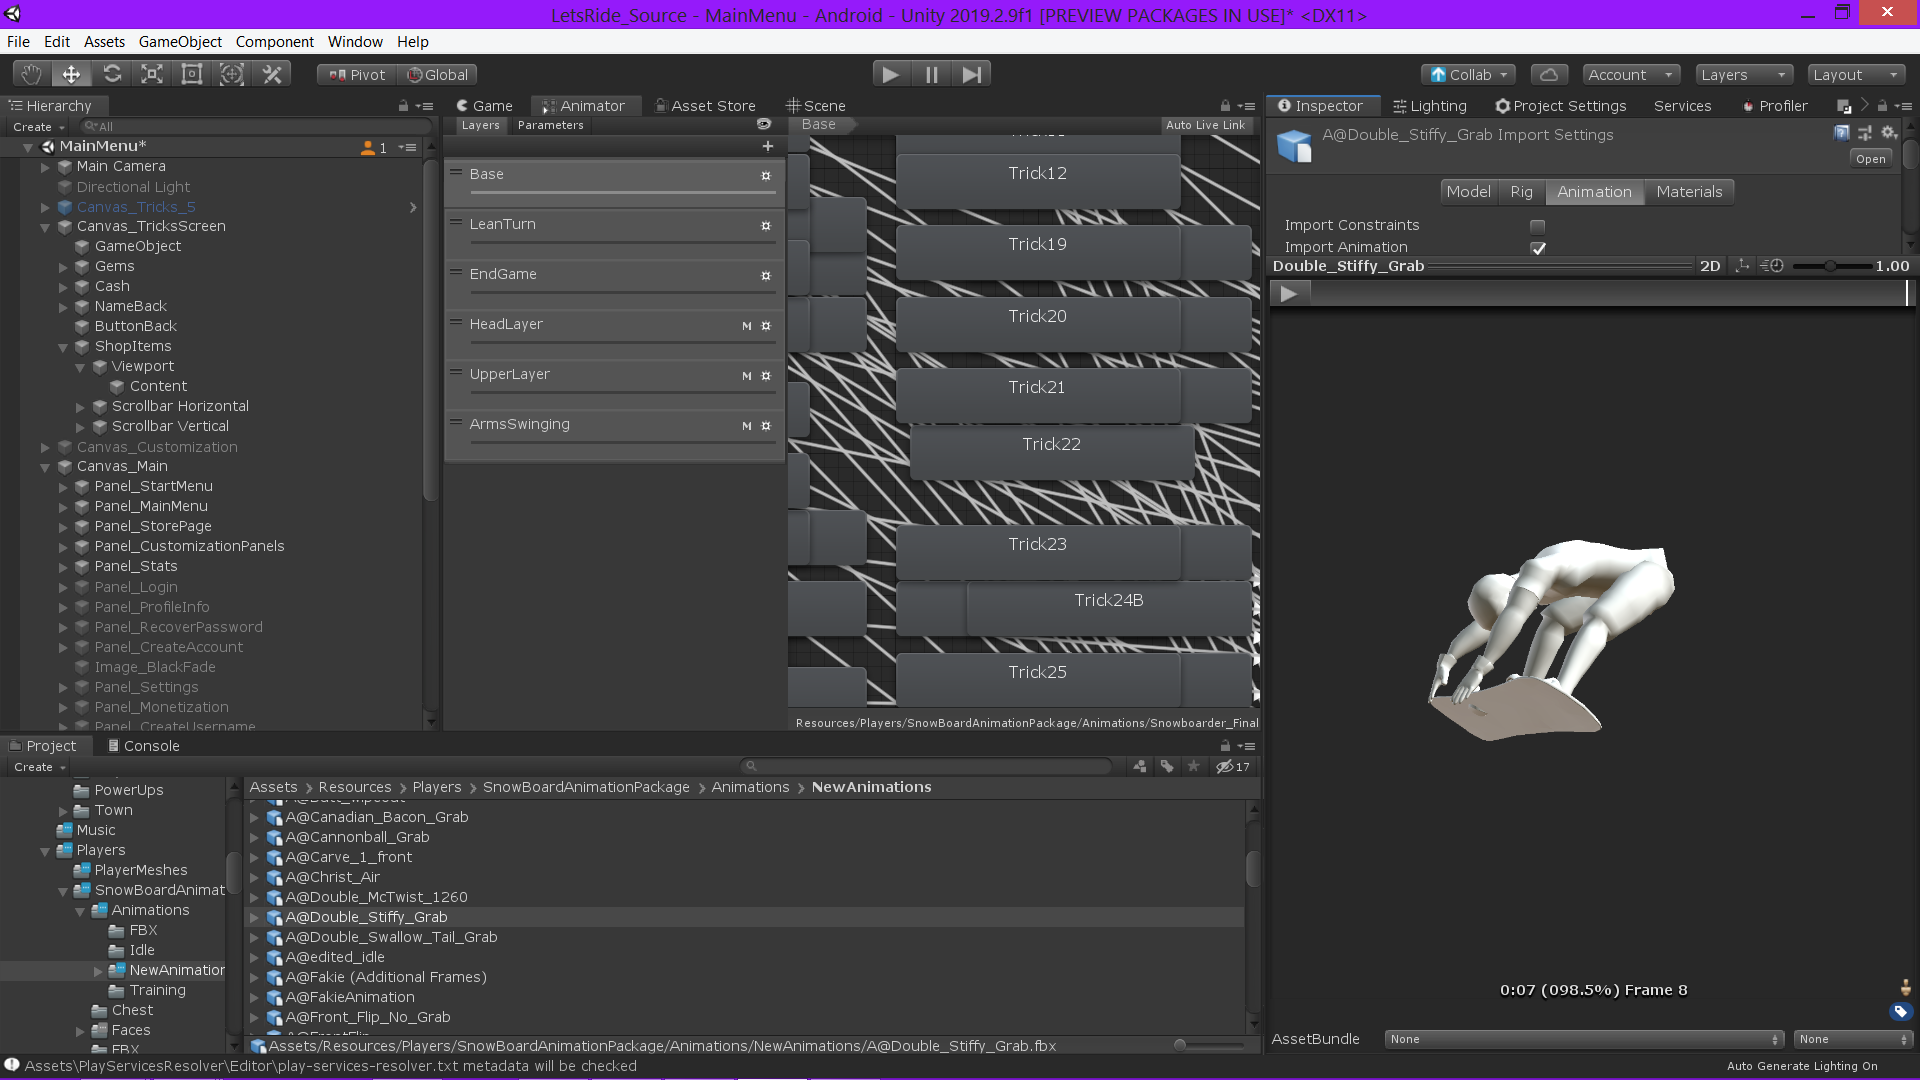 LetsRide_Source - MainMenu - Android - Unity 2019.2.9f1 [PREVIEW PACKAGES IN USE]* <DX11>
File Edit Assets GameObject Component Window Help
Pivot Global Collab Account Layers Layout
Hierarchy
Create All
MainMenu* 1
Main Camera
Directional Light
Canvas_Tricks_5
Canvas_TricksScreen
GameObject
Gems
Cash
NameBack
ButtonBack
ShopItems
Viewport
Content
Scrollbar Horizontal
Scrollbar Vertical
Canvas_Customization
Canvas_Main
Panel_StartMenu
Panel_MainMenu
Panel_StorePage
Panel_CustomizationPanels
Panel_Stats
Panel_Login
Panel_ProfileInfo
Panel_RecoverPassword
Panel_CreateAccount
Image_BlackFade
Panel_Settings
Panel_Monetization
Panel_CreateUsername
Game Animator Asset Store Scene
Layers Parameters Base Auto Live Link
Base
LeanTurn
EndGame
HeadLayer M
UpperLayer M
ArmsSwinging M
Trick12
Trick19
Trick20
Trick21
Trick22
Trick23
Trick24B
Trick25
Resources/Players/SnowBoardAnimationPackage/Animations/Snowboarder_Final
Inspector Lighting Project Settings Services Profiler
A@Double_Stiffy_Grab Import Settings
Open
Model Rig Animation Materials
Import Constraints
Import Animation
Double_Stiffy_Grab 2D 1.00
0:07 (098.5%) Frame 8
AssetBundle None None
Project Console
Create 17
PowerUps
Town
Music
Players
PlayerMeshes
SnowBoardAnimat
Animations
FBX
Idle
NewAnimation
Training
Chest
Faces
FBX
Assets Resources Players SnowBoardAnimationPackage Animations NewAnimations
A@Canadian_Bacon_Grab
A@Cannonball_Grab
A@Carve_1_front
A@Christ_Air
A@Double_McTwist_1260
A@Double_Stiffy_Grab
A@Double_Swallow_Tail_Grab
A@edited_idle
A@Fakie (Additional Frames)
A@FakieAnimation
A@Front_Flip_No_Grab
Assets/Resources/Players/SnowBoardAnimationPackage/Animations/NewAnimations/A@Double_Stiffy_Grab.fbx
Assets\PlayServicesResolver\Editor\play-services-resolver.txt metadata will be checked
Auto Generate Lighting On